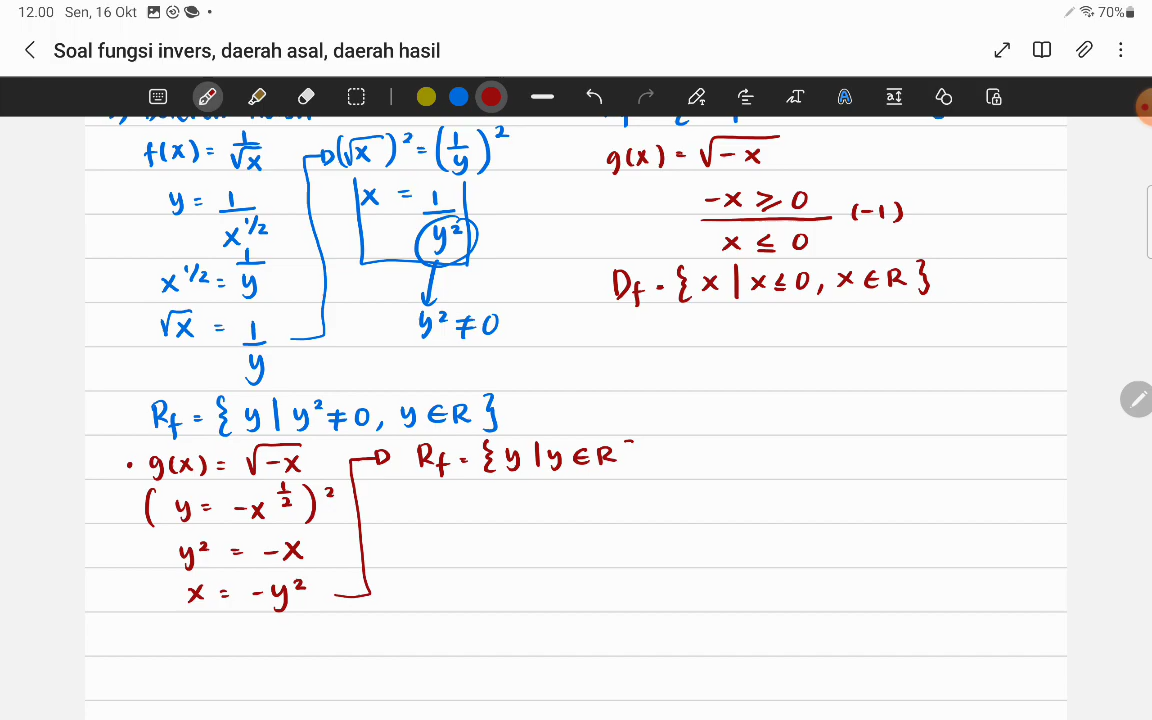 12.00 Sen, 16 Okt
70%
Soal fungsi invers, daerah asal, daerah hasil
f(x) = 1/√x
y = 1/x^1/2
x^1/2 = 1/y
√x = 1/y
(√x)² = (1/y)²
x = 1/y²
y² ≠ 0
Rf = { y | y² ≠ 0, y ∈ R }
• g(x) = √-x
( y = -x^1/2 )²
y² = -x
x = -y²
Rf = { y | y ∈ R
g(x) = √-x
-x ≥ 0
(-1)
x ≤ 0
Df = { x | x ≤ 0, x ∈ R }